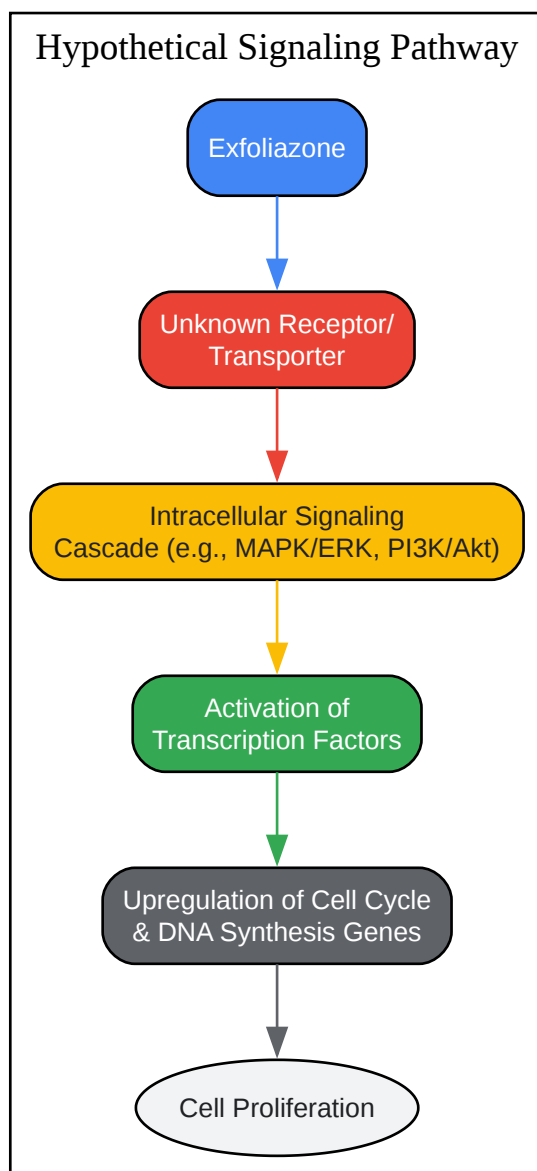 Hypothetical Signaling Pathway
Exfoliazone
Unknown Receptor/
Transporter
Intracellular Signaling
Cascade (e.g., MAPK/ERK, PI3K/Akt)
Activation of
Transcription Factors
Upregulation of Cell Cycle
& DNA Synthesis Genes
Cell Proliferation